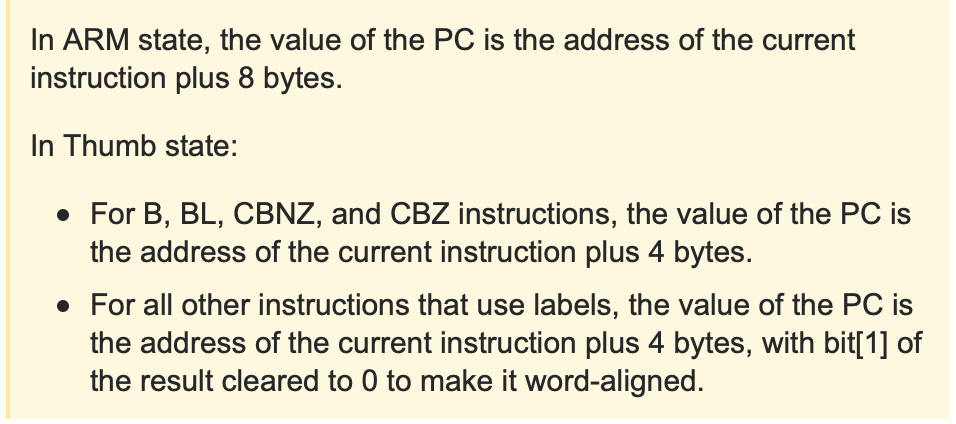 In ARM state, the value of the PC is the address of the current
instruction plus 8 bytes.
In Thumb state:
• For B, BL, CBNZ, and CBZ instructions, the value of the PC is
the address of the current instruction plus 4 bytes.
• For all other instructions that use labels, the value of the PC is
the address of the current instruction plus 4 bytes, with bit[1] of
the result cleared to 0 to make it word-aligned.